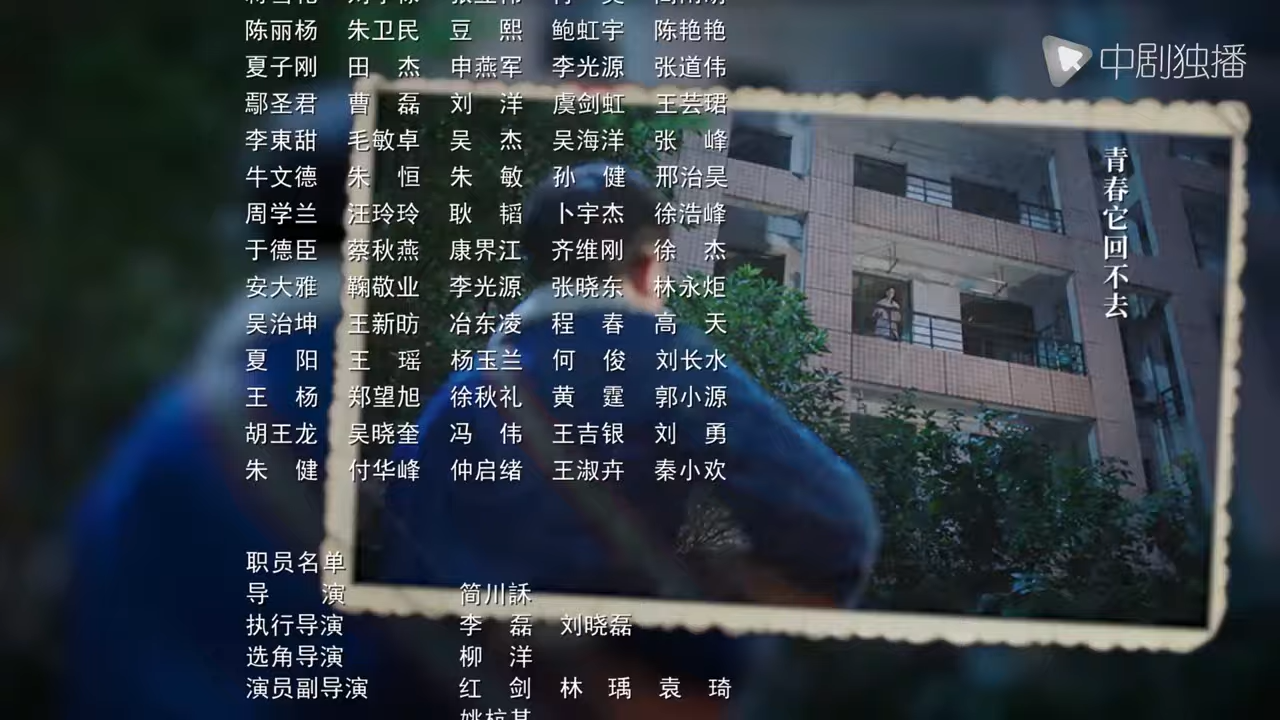 中剧独播
陈丽杨 朱卫民 豆 熙 鲍虹宇 陈艳艳
夏子刚 田 杰 申燕军 李光源 张道伟
鄢圣君 曹 磊 刘 洋 虞剑虹 王芸珺
李東甜 毛敏卓 吴 杰 吴海洋 张 峰
牛文德 朱 恒 朱 敏 孙 健 邢治昊
周学兰 汪玲玲 耿 韬 卜宇杰 徐浩峰
于德臣 蔡秋燕 康界江 齐维刚 徐 杰
安大雅 鞠敬业 李光源 张晓东 林永炬
吴治坤 王新昉 冶东凌 程 春 高 天
夏 阳 王 瑶 杨玉兰 何 俊 刘长水
王 杨 郑望旭 徐秋礼 黄 霆 郭小源
胡王龙 吴晓奎 冯 伟 王吉银 刘 勇
朱 健 付华峰 仲启绪 王淑卉 秦小欢
青春它回不去
职员名单
导 演 简川訸
执行导演 李 磊 刘晓磊
选角导演 柳 洋
演员副导演 红 剑 林 瑀 袁 琦